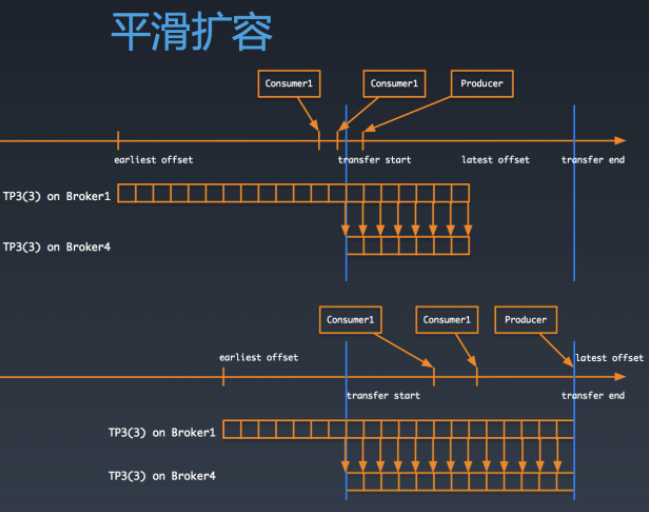 平滑扩容
Consumer1 Consumer1 Producer
earliest offset transfer start latest offset transfer end
TP3(3) on Broker1
TP3(3) on Broker4
Consumer1 Consumer1 Producer
earliest offset latest offset
transfer start transfer end
TP3(3) on Broker1
TP3(3) on Broker4